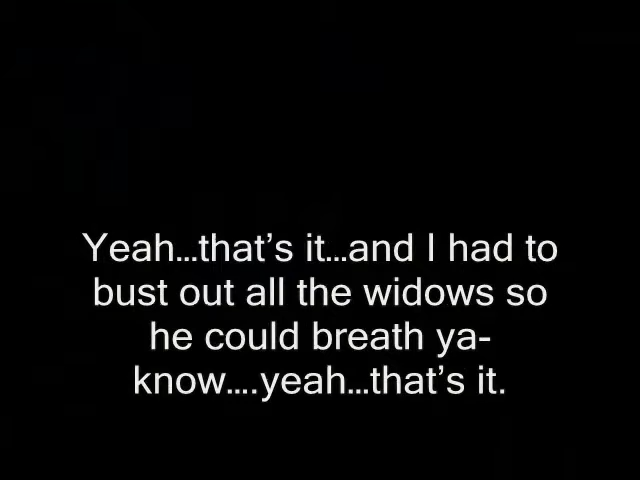 Yeah…that’s it…and I had to
bust out all the widows so
he could breath ya-
know….yeah…that’s it.